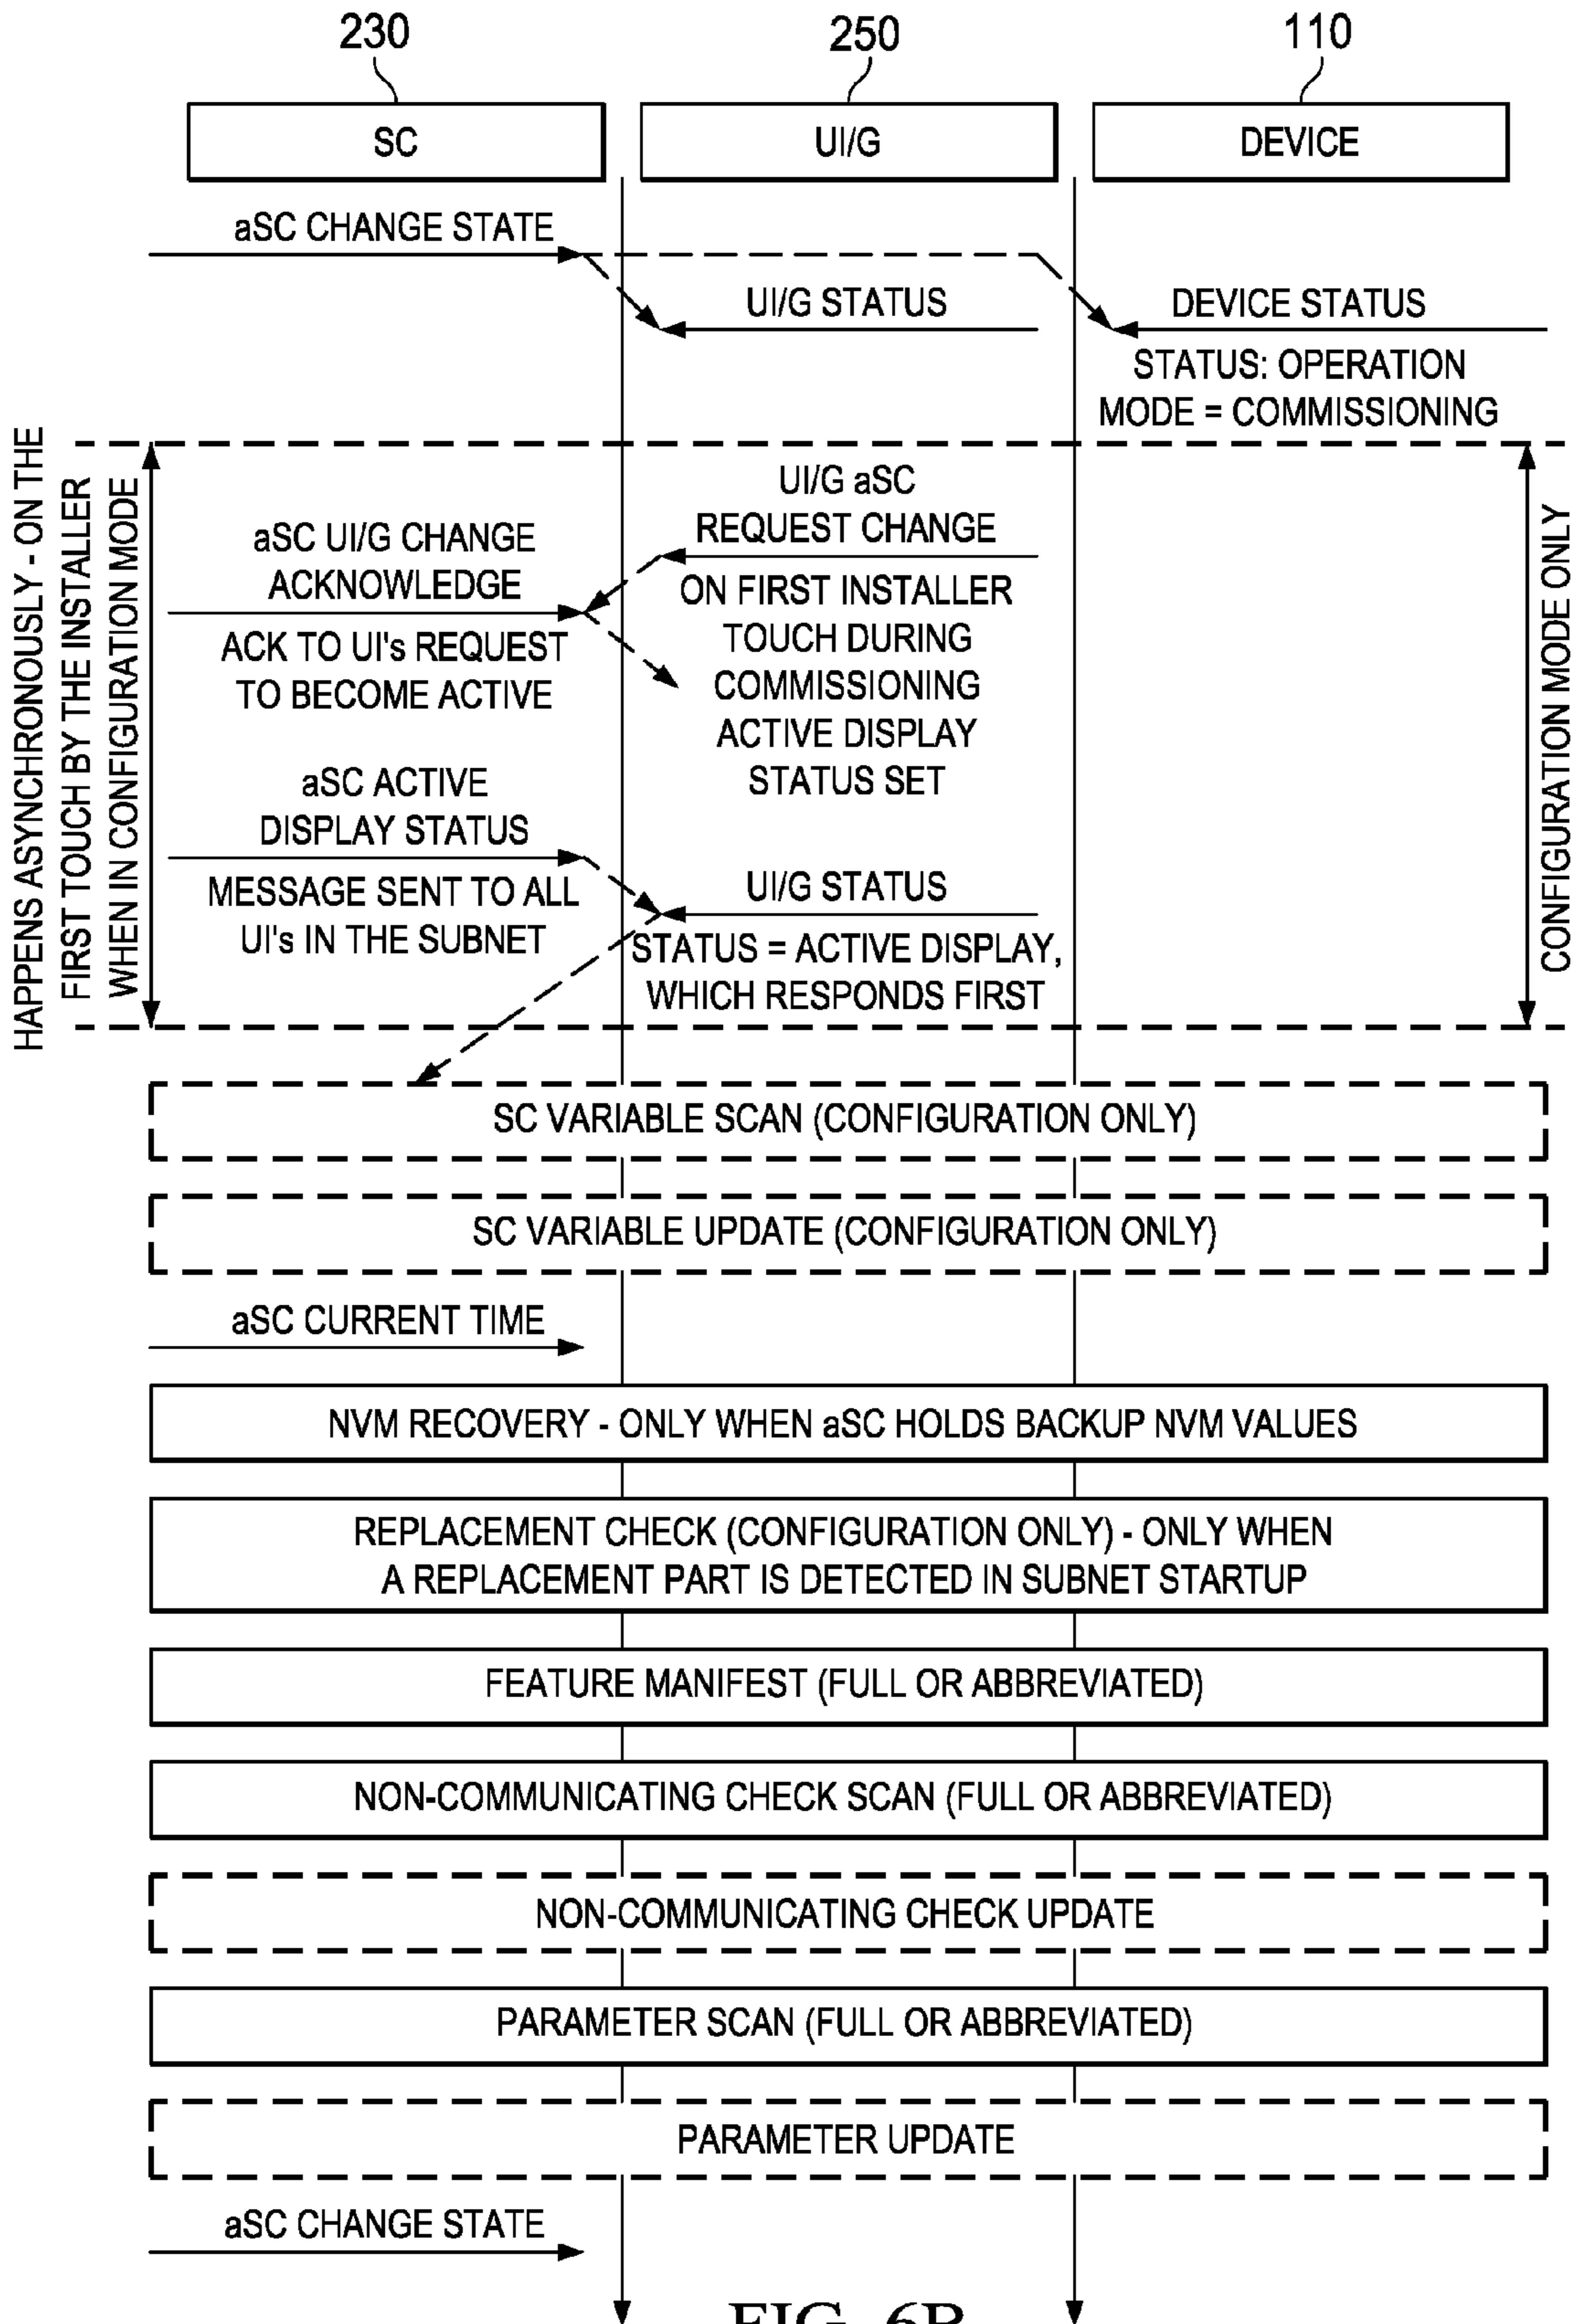 230
250
110
SC
UI/G
DEVICE
aSC CHANGE STATE
UI/G STATUS
DEVICE STATUS
STATUS: OPERATION
MODE = COMMISSIONING
HAPPENS ASYNCHRONOUSLY - ON THE
FIRST TOUCH BY THE INSTALLER
WHEN IN CONFIGURATION MODE
UI/G aSC
REQUEST CHANGE
ON FIRST INSTALLER
TOUCH DURING
COMMISSIONING
ACTIVE DISPLAY
STATUS SET
aSC UI/G CHANGE
ACKNOWLEDGE
ACK TO UI's REQUEST
TO BECOME ACTIVE
aSC ACTIVE
DISPLAY STATUS
MESSAGE SENT TO ALL
UI's IN THE SUBNET
UI/G STATUS
STATUS = ACTIVE DISPLAY,
WHICH RESPONDS FIRST
CONFIGURATION MODE ONLY
SC VARIABLE SCAN (CONFIGURATION ONLY)
SC VARIABLE UPDATE (CONFIGURATION ONLY)
aSC CURRENT TIME
NVM RECOVERY - ONLY WHEN aSC HOLDS BACKUP NVM VALUES
REPLACEMENT CHECK (CONFIGURATION ONLY) - ONLY WHEN
A REPLACEMENT PART IS DETECTED IN SUBNET STARTUP
FEATURE MANIFEST (FULL OR ABBREVIATED)
NON-COMMUNICATING CHECK SCAN (FULL OR ABBREVIATED)
NON-COMMUNICATING CHECK UPDATE
PARAMETER SCAN (FULL OR ABBREVIATED)
PARAMETER UPDATE
aSC CHANGE STATE
FIG. 6B